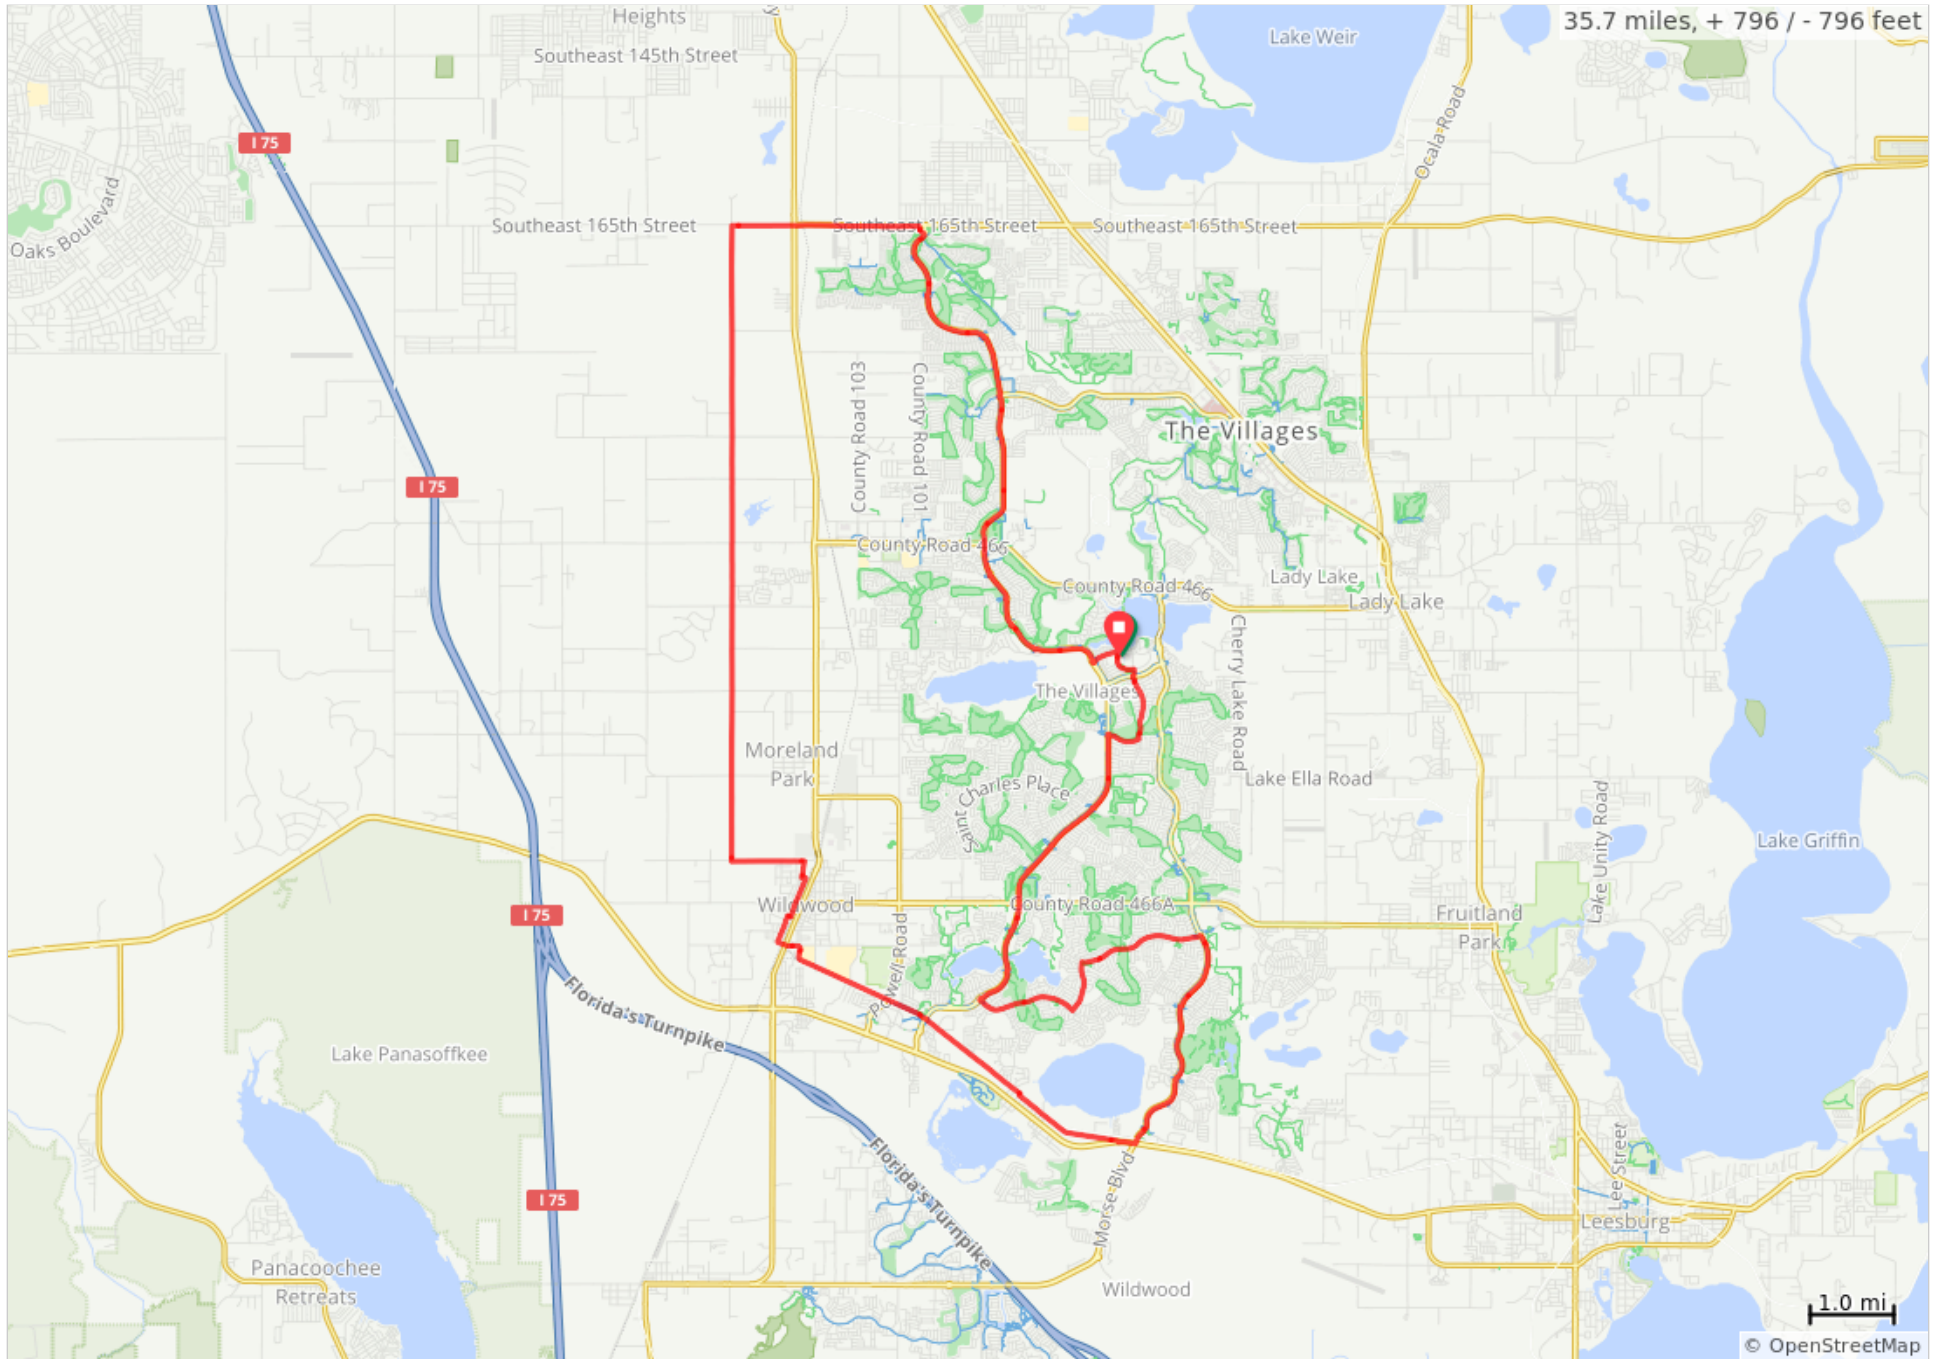 Heights
35.7 miles, + 796 / - 796 feet
Lake Weir
Southeast 145th Street
I 75
Ocala Road
Oaks Boulevard
Southeast 165th Street
Southeast 165th Street
Southeast 165th Street
County Road 103
County Road 101
The Villages
I 75
County Road 466
County Road 466
Lady Lake
Lady Lake
Cherry Lake Road
The Villages
Moreland
Park
Saint Charles Place
Lake Ella Road
Lake Unity Road
Lake Griffin
Wildwood
County Road 466A
I 75
Fruitland
Park
Powell Road
Florida's Turnpike
Lake Panasoffkee
Florida's Turnpike
Morse Blvd
Lee Street
I 75
Leesburg
Panacoochee
Retreats
Wildwood
1.0 mi
© OpenStreetMap